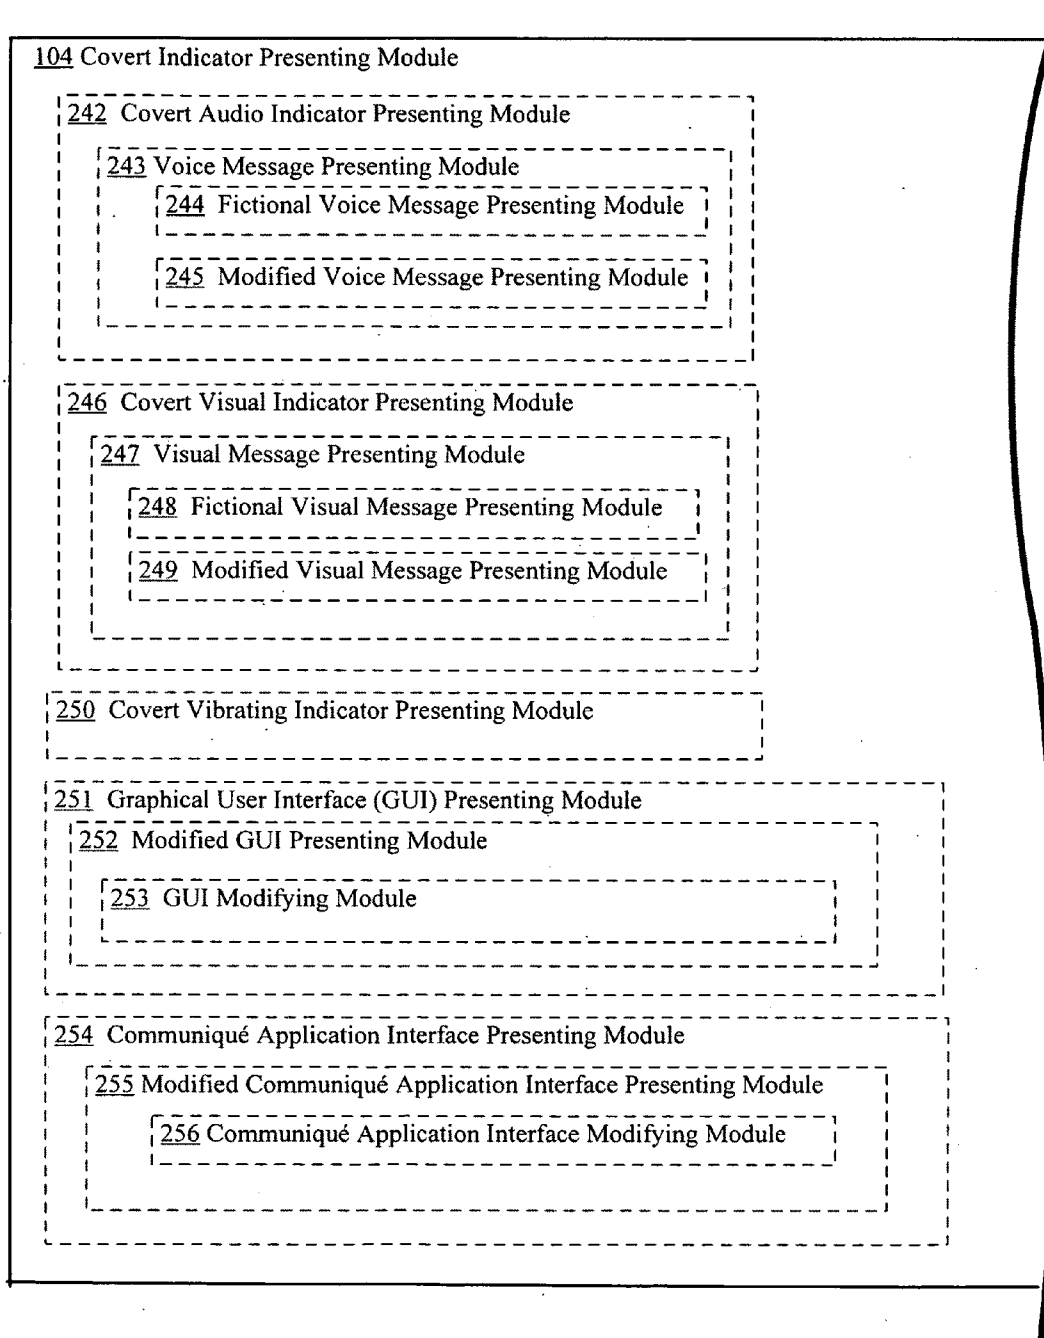 104 Covert Indicator Presenting Module
242 Covert Audio Indicator Presenting Module
243 Voice Message Presenting Module
244 Fictional Voice Message Presenting Module
245 Modified Voice Message Presenting Module
246 Covert Visual Indicator Presenting Module
247 Visual Message Presenting Module
248 Fictional Visual Message Presenting Module
249 Modified Visual Message Presenting Module
250 Covert Vibrating Indicator Presenting Module
251 Graphical User Interface (GUI) Presenting Module
252 Modified GUI Presenting Module
253 GUI Modifying Module
254 Communiqué Application Interface Presenting Module
255 Modified Communiqué Application Interface Presenting Module
256 Communiqué Application Interface Modifying Module